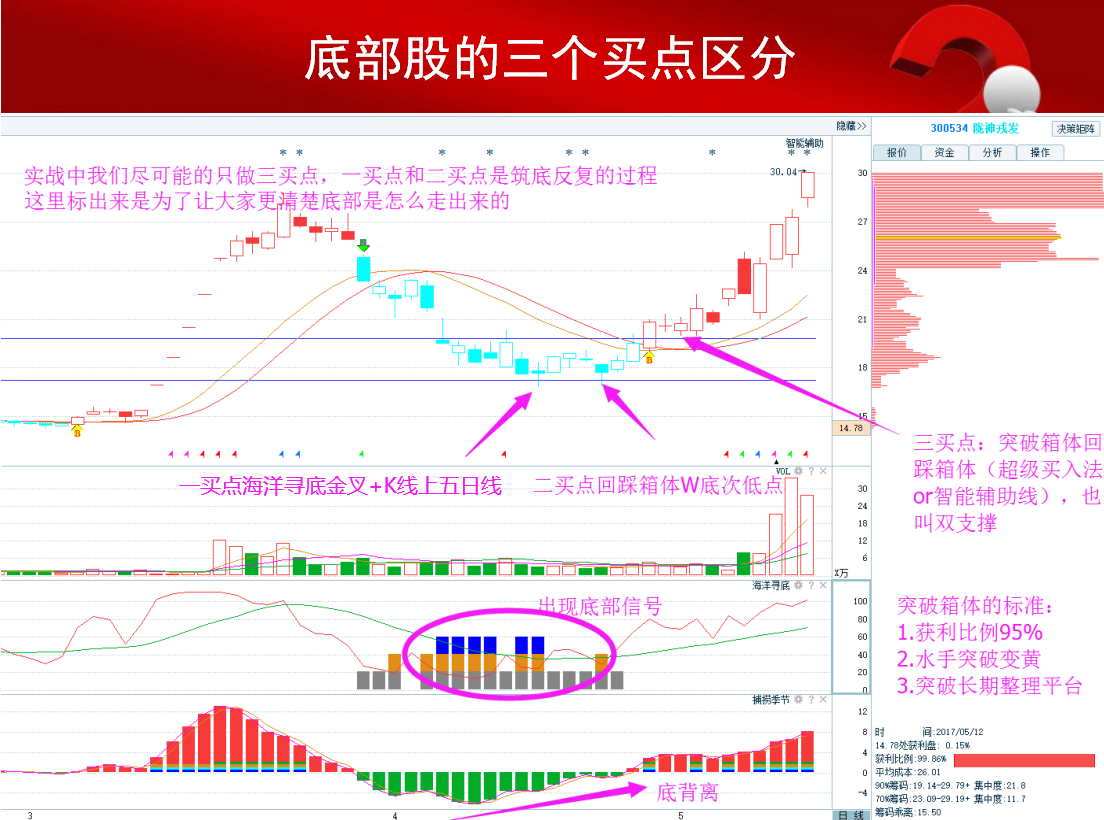 底部股的三个买点区分
隐藏>>
300534 陇神戎发
决策矩阵
报价 资金 分析 操作
智能辅助
实战中我们尽可能的只做三买点，一买点和二买点是筑底反复的过程
这里标出来是为了让大家更清楚底部是怎么走出来的
30.04
30
27
24
21
18
15
14.78
B
B
三买点：突破箱体回
踩箱体（超级买入法
or智能辅助线），也
叫双支撑
一买点海洋寻底金叉+K线上五日线
二买点回踩箱体W底次低点
VOL ? ×
30
24
18
12
6
X万
海洋寻底 ? ×
出现底部信号
100
80
60
40
20
0
突破箱体的标准：
1.获利比例95%
2.水手突破变黄
3.突破长期整理平台
捕捞季节 ? ×
12
8
4
0
-4
底背离
时 间:2017/05/12
14.78处获利盘: 0.15%
获利比例:99.86%
平均成本:26.01
90%筹码:19.14-29.79+ 集中度:21.8
70%筹码:23.09-29.19+ 集中度:11.7
筹码乖离:15.50
3 4 5 日线